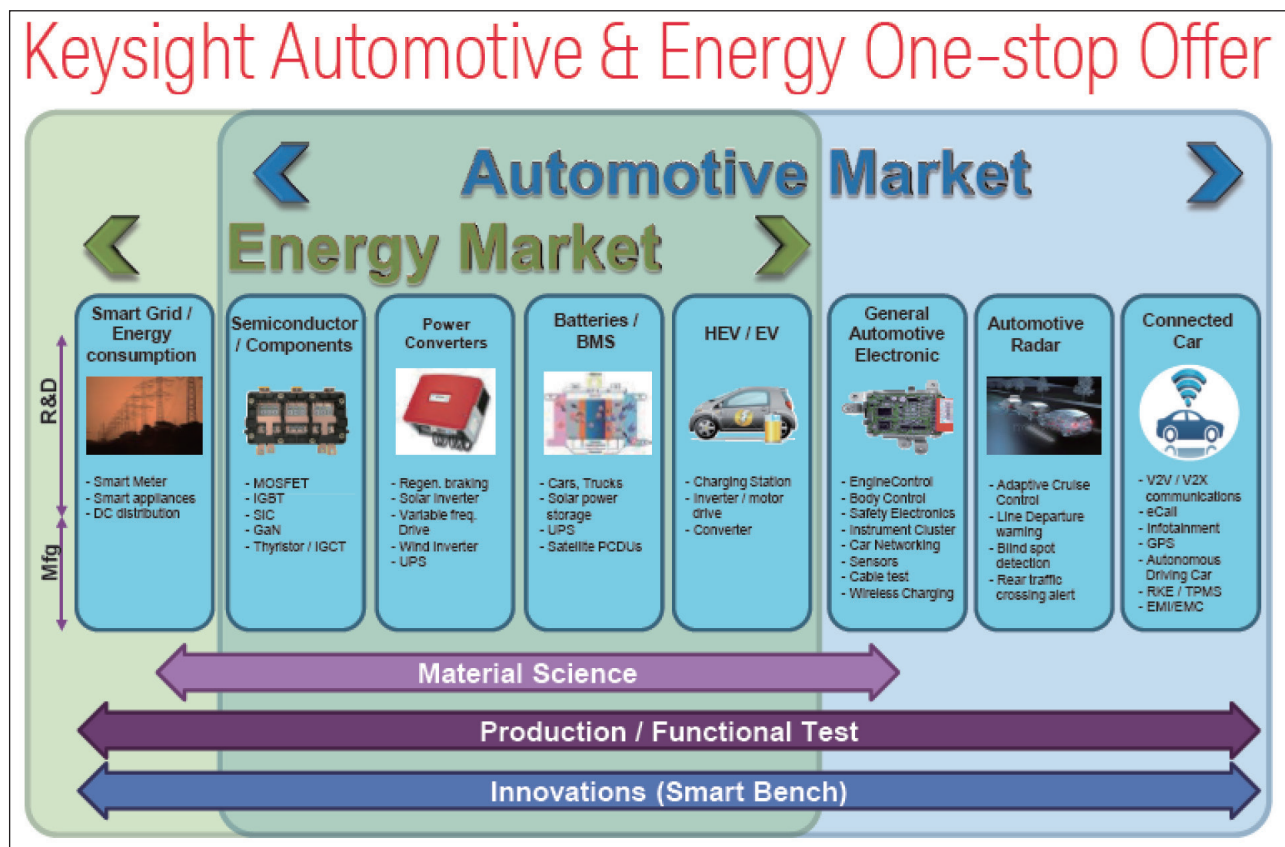 Keysight Automotive & Energy One-stop Offer
Automotive Market
Energy Market
R&D
Mfg
Smart Grid /
Energy
consumption
- Smart Meter
- Smart appliances
- DC distribution
Semiconductor
/ Components
- MOSFET
- IGBT
- SIC
- GaN
- Thyristor / IGCT
Power
Converters
- Regen. braking
- Solar Inverter
- Variable freq.
Drive
- Wind Inverter
- UPS
Batteries /
BMS
- Cars, Trucks
- Solar power
storage
- UPS
- Satellite PCDUs
HEV / EV
- Charging Station
- Inverter / motor
drive
- Converter
General
Automotive
Electronic
- EngineControl
- Body Control
- Safety Electronics
- Instrument Cluster
- Car Networking
- Sensors
- Cable test
- Wireless Charging
Automotive
Radar
- Adaptive Cruise
Control
- Line Departure
warning
- Blind spot
detection
- Rear traffic
crossing alert
Connected
Car
- V2V / V2X
communications
- eCall
- Infotainment
- GPS
- Autonomous
Driving Car
- RKE / TPMS
- EMI/EMC
Material Science
Production / Functional Test
Innovations (Smart Bench)